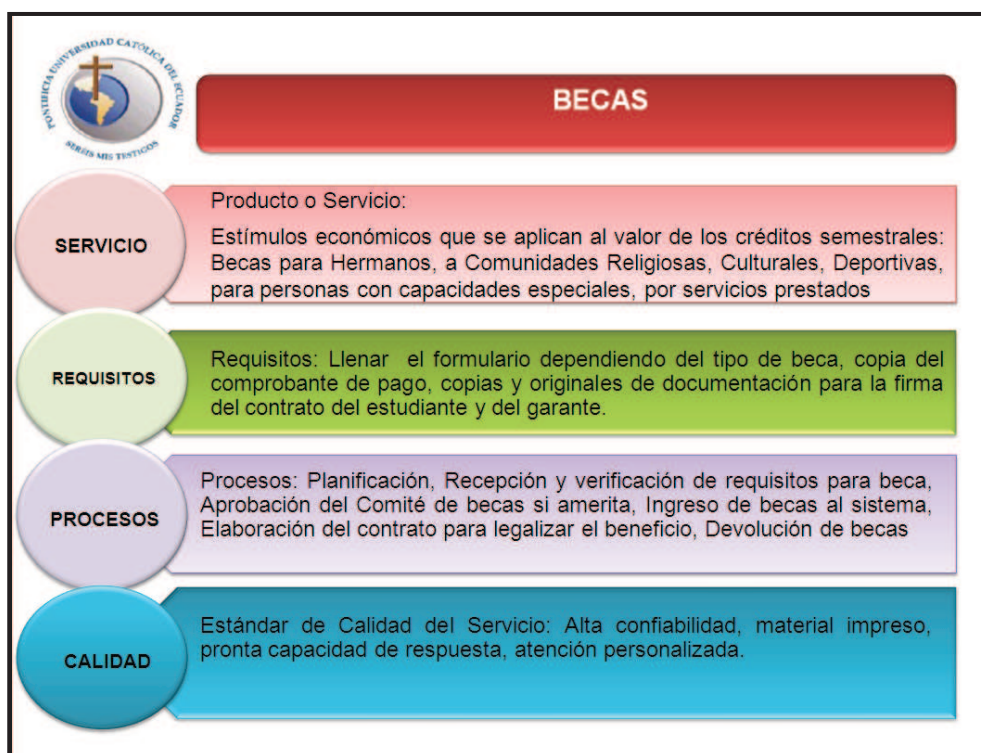 PONTIFICIA UNIVERSIDAD CATÓLICA DEL ECUADOR
SERÉIS MIS TESTIGOS
BECAS
SERVICIO
Producto o Servicio:
Estímulos económicos que se aplican al valor de los créditos semestrales:
Becas para Hermanos, a Comunidades Religiosas, Culturales, Deportivas,
para personas con capacidades especiales, por servicios prestados
REQUISITOS
Requisitos: Llenar el formulario dependiendo del tipo de beca, copia del
comprobante de pago, copias y originales de documentación para la firma
del contrato del estudiante y del garante.
PROCESOS
Procesos: Planificación, Recepción y verificación de requisitos para beca,
Aprobación del Comité de becas si amerita, Ingreso de becas al sistema,
Elaboración del contrato para legalizar el beneficio, Devolución de becas
CALIDAD
Estándar de Calidad del Servicio: Alta confiabilidad, material impreso,
pronta capacidad de respuesta, atención personalizada.